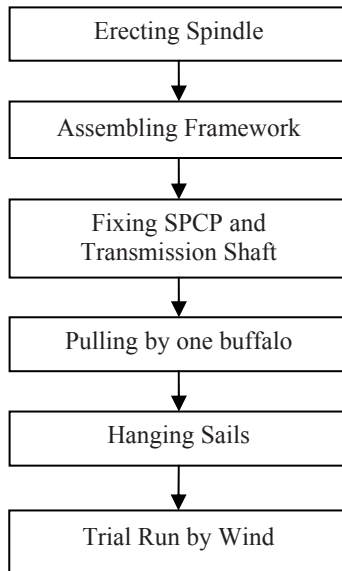 Erecting Spindle
Assembling Framework
Fixing SPCP and
Transmission Shaft
Pulling by one buffalo
Hanging Sails
Trial Run by Wind